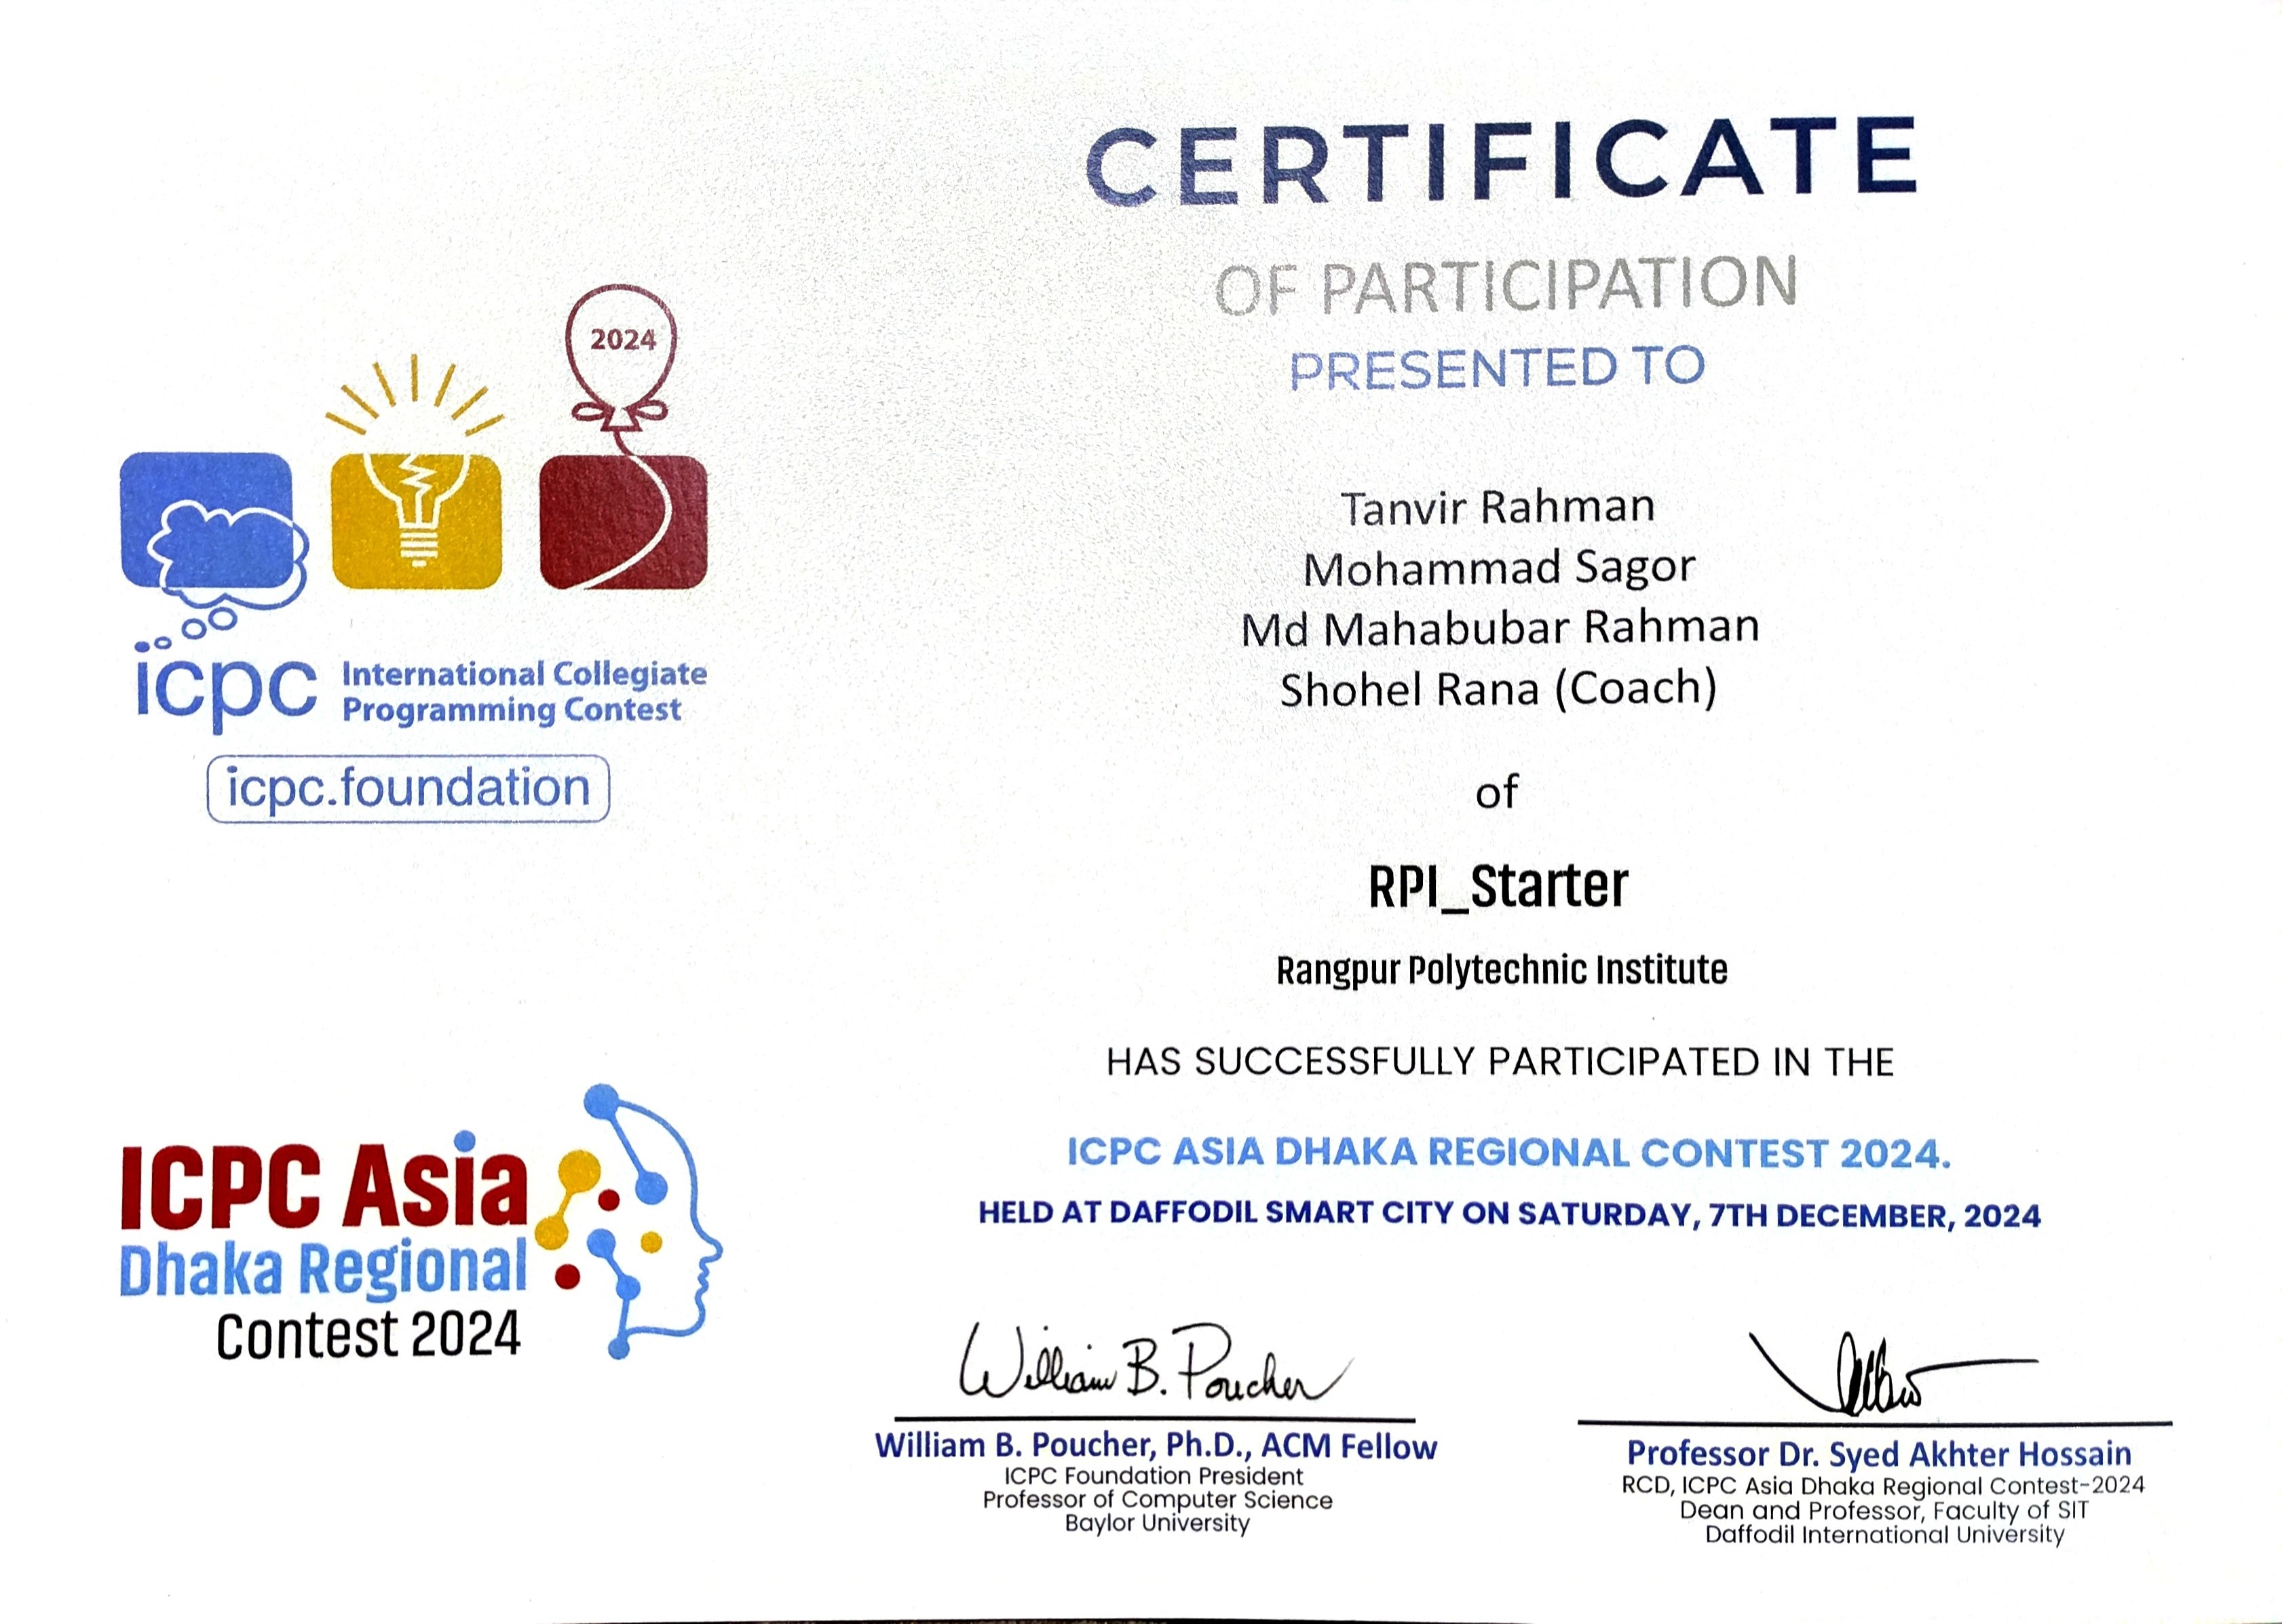 CERTIFICATE
OF PARTICIPATION
PRESENTED TO
Tanvir Rahman
Mohammad Sagor
Md Mahabubar Rahman
Shohel Rana (Coach)
of
RPI_Starter
Rangpur Polytechnic Institute
HAS SUCCESSFULLY PARTICIPATED IN THE
ICPC ASIA DHAKA REGIONAL CONTEST 2024.
HELD AT DAFFODIL SMART CITY ON SATURDAY, 7TH DECEMBER, 2024
2024
icpc
International Collegiate
Programming Contest
icpc.foundation
ICPC Asia
Dhaka Regional
Contest 2024
William B. Poucher
William B. Poucher, Ph.D., ACM Fellow
ICPC Foundation President
Professor of Computer Science
Baylor University
Professor Dr. Syed Akhter Hossain
RCD, ICPC Asia Dhaka Regional Contest-2024
Dean and Professor, Faculty of SIT
Daffodil International University